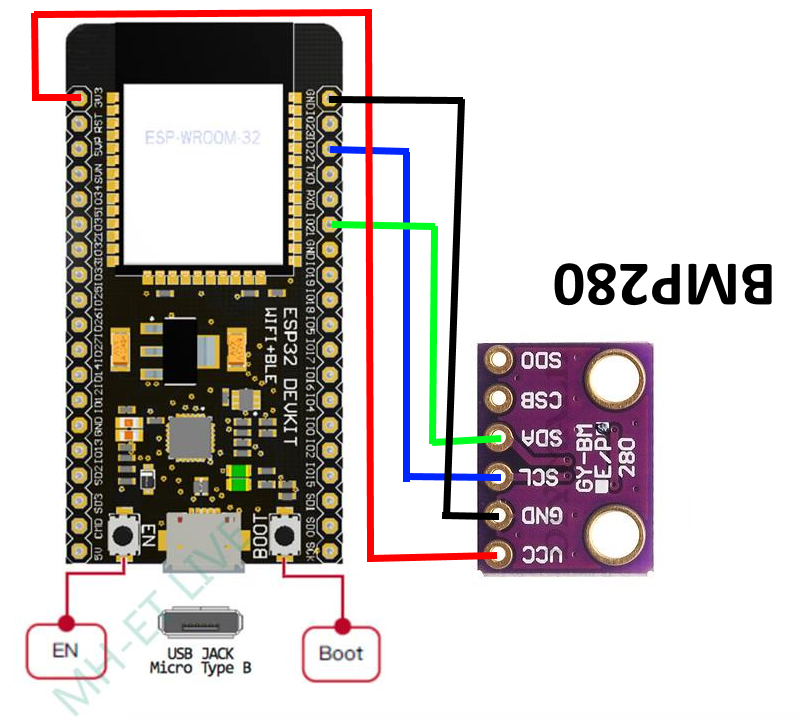 ESP-WROOM-32
3V3
RST
SVP
SVN
IO34
IO35
IO32
IO33
IO25
IO26
IO27
IO14
IO12
GND
IO13
SD2
SD3
CMD
5V
GND
IO23
IO22
TXD
RXD
IO21
GND
IO19
IO18
IO5
IO17
IO16
IO4
IO0
IO2
IO15
SD1
SD0
SCK
ESP32 DEVKIT
WIFI+BLE
EN
BOOT
BMP280
SDO
CSB
SDA
SCL
GND
VCC
GY-BM
E/P
280
EN
Boot
USB JACK
Micro Type B
MH-ET LIVE